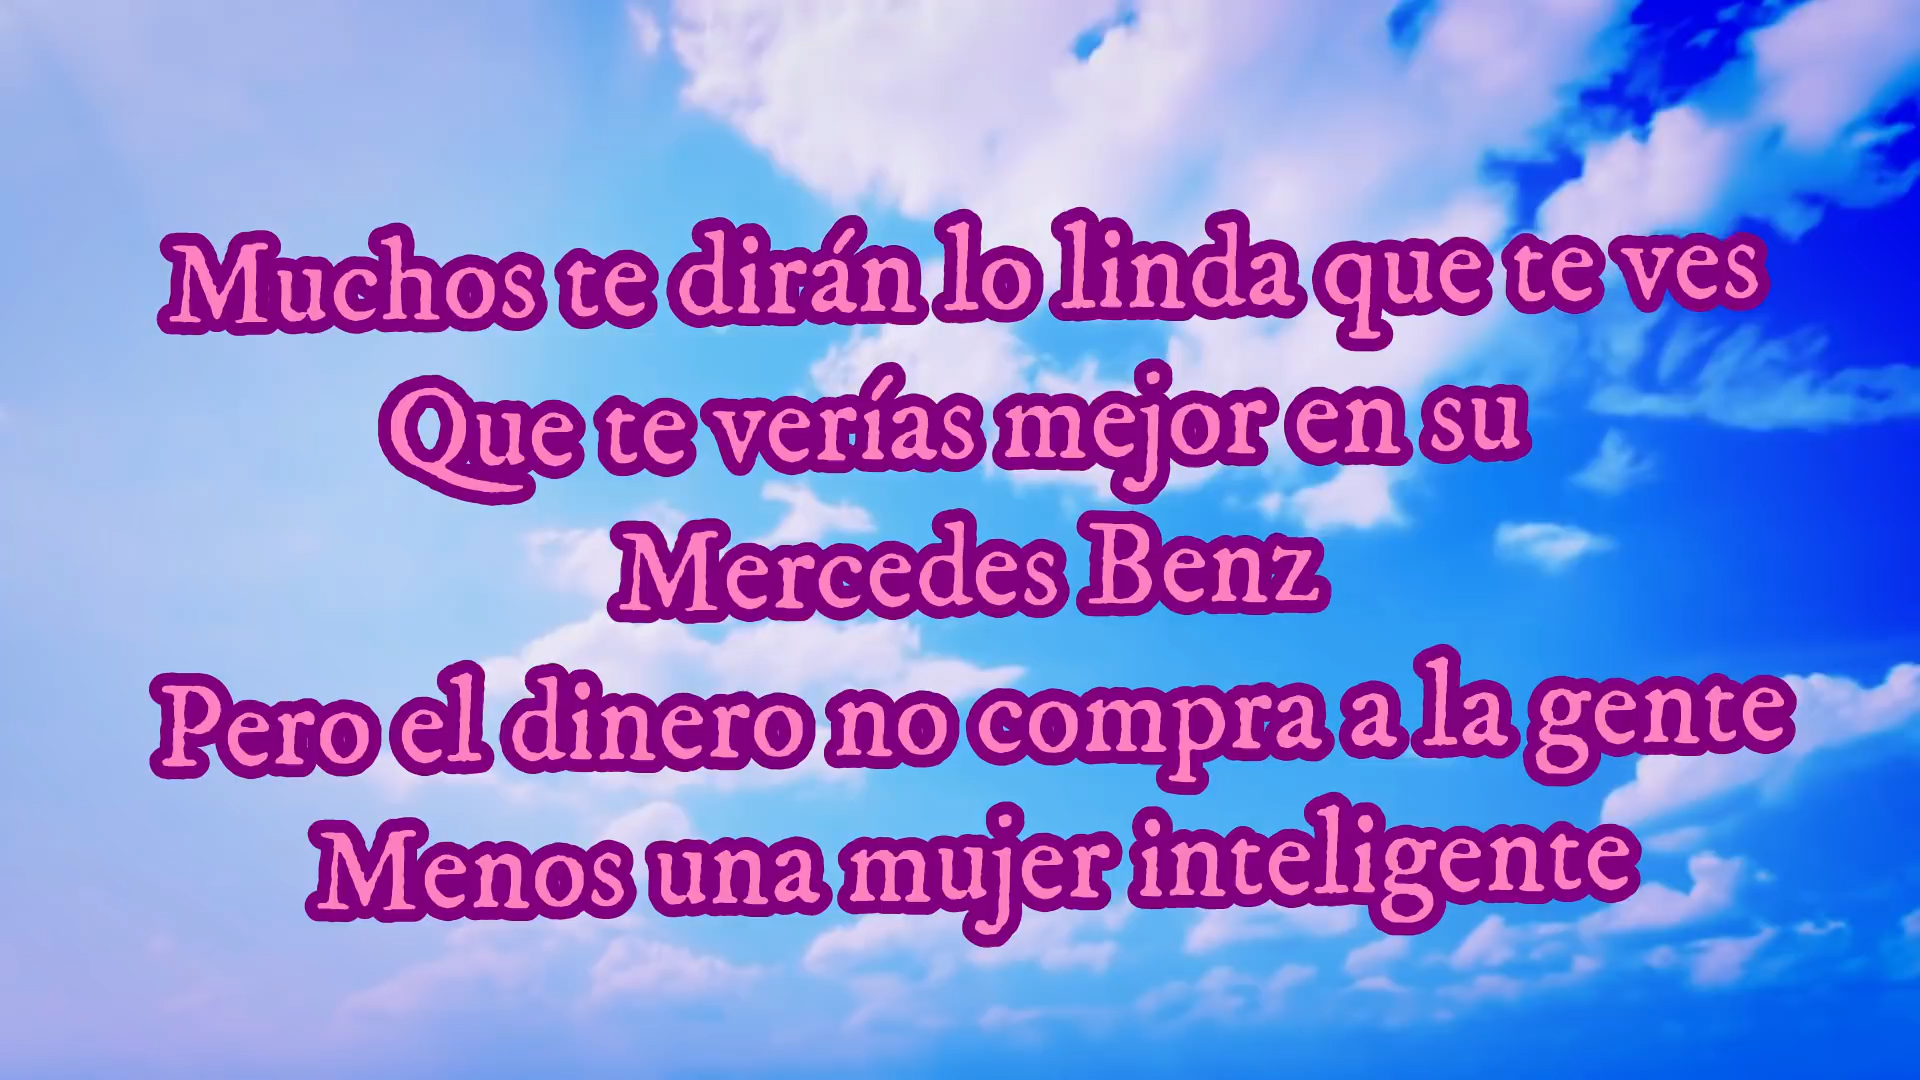 Muchos te dirán lo linda que te ves
Que te verías mejor en su
Mercedes Benz
Pero el dinero no compra a la gente
Menos una mujer inteligente